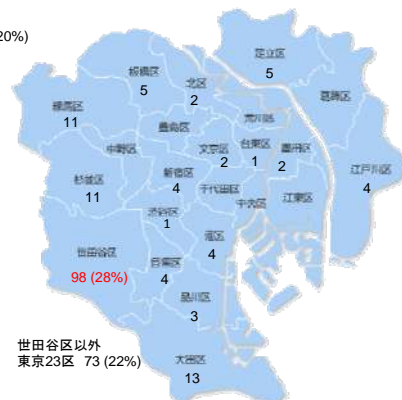 20%)
足立区
5
板橋区
5
北区
2
葛飾区
練馬区
11
荒川区
豊島区
中野区
文京区
2
台東区
1
墨田区
2
江戸川区
4
杉並区
11
新宿区
4
千代田区
中央区
江東区
渋谷区
1
世田谷区
98 (28%)
港区
4
目黒区
4
品川区
3
世田谷区以外
東京23区 73 (22%)
大田区
13